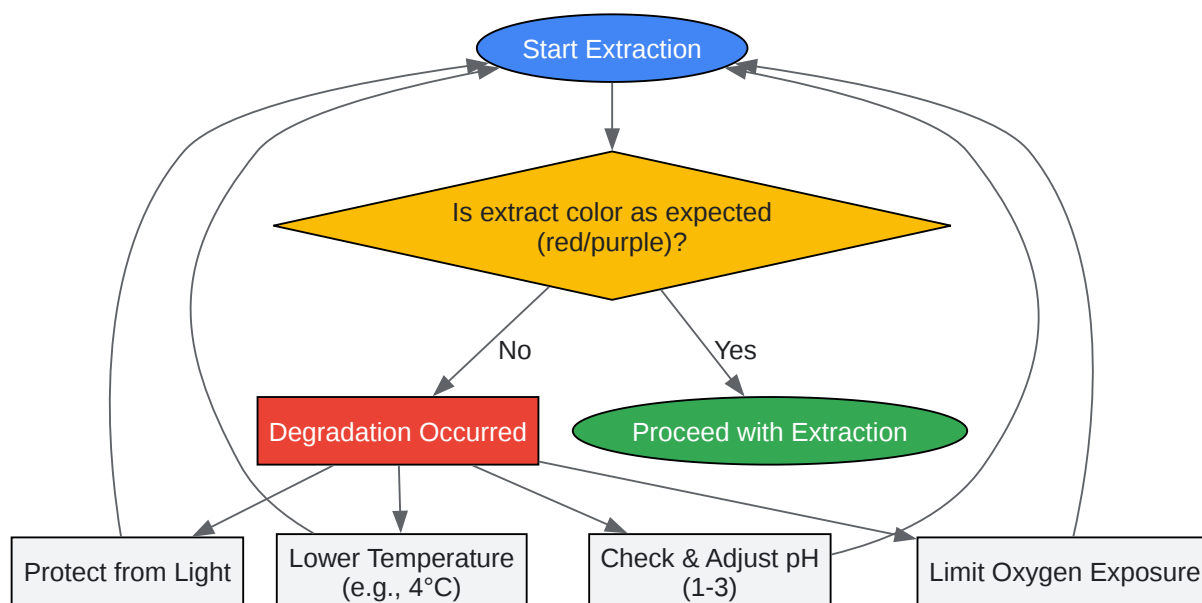 Start Extraction
Is extract color as expected
(red/purple)?
No
Yes
Degradation Occurred
Proceed with Extraction
Protect from Light
Lower Temperature
(e.g., 4°C)
Check & Adjust pH
(1-3)
Limit Oxygen Exposure